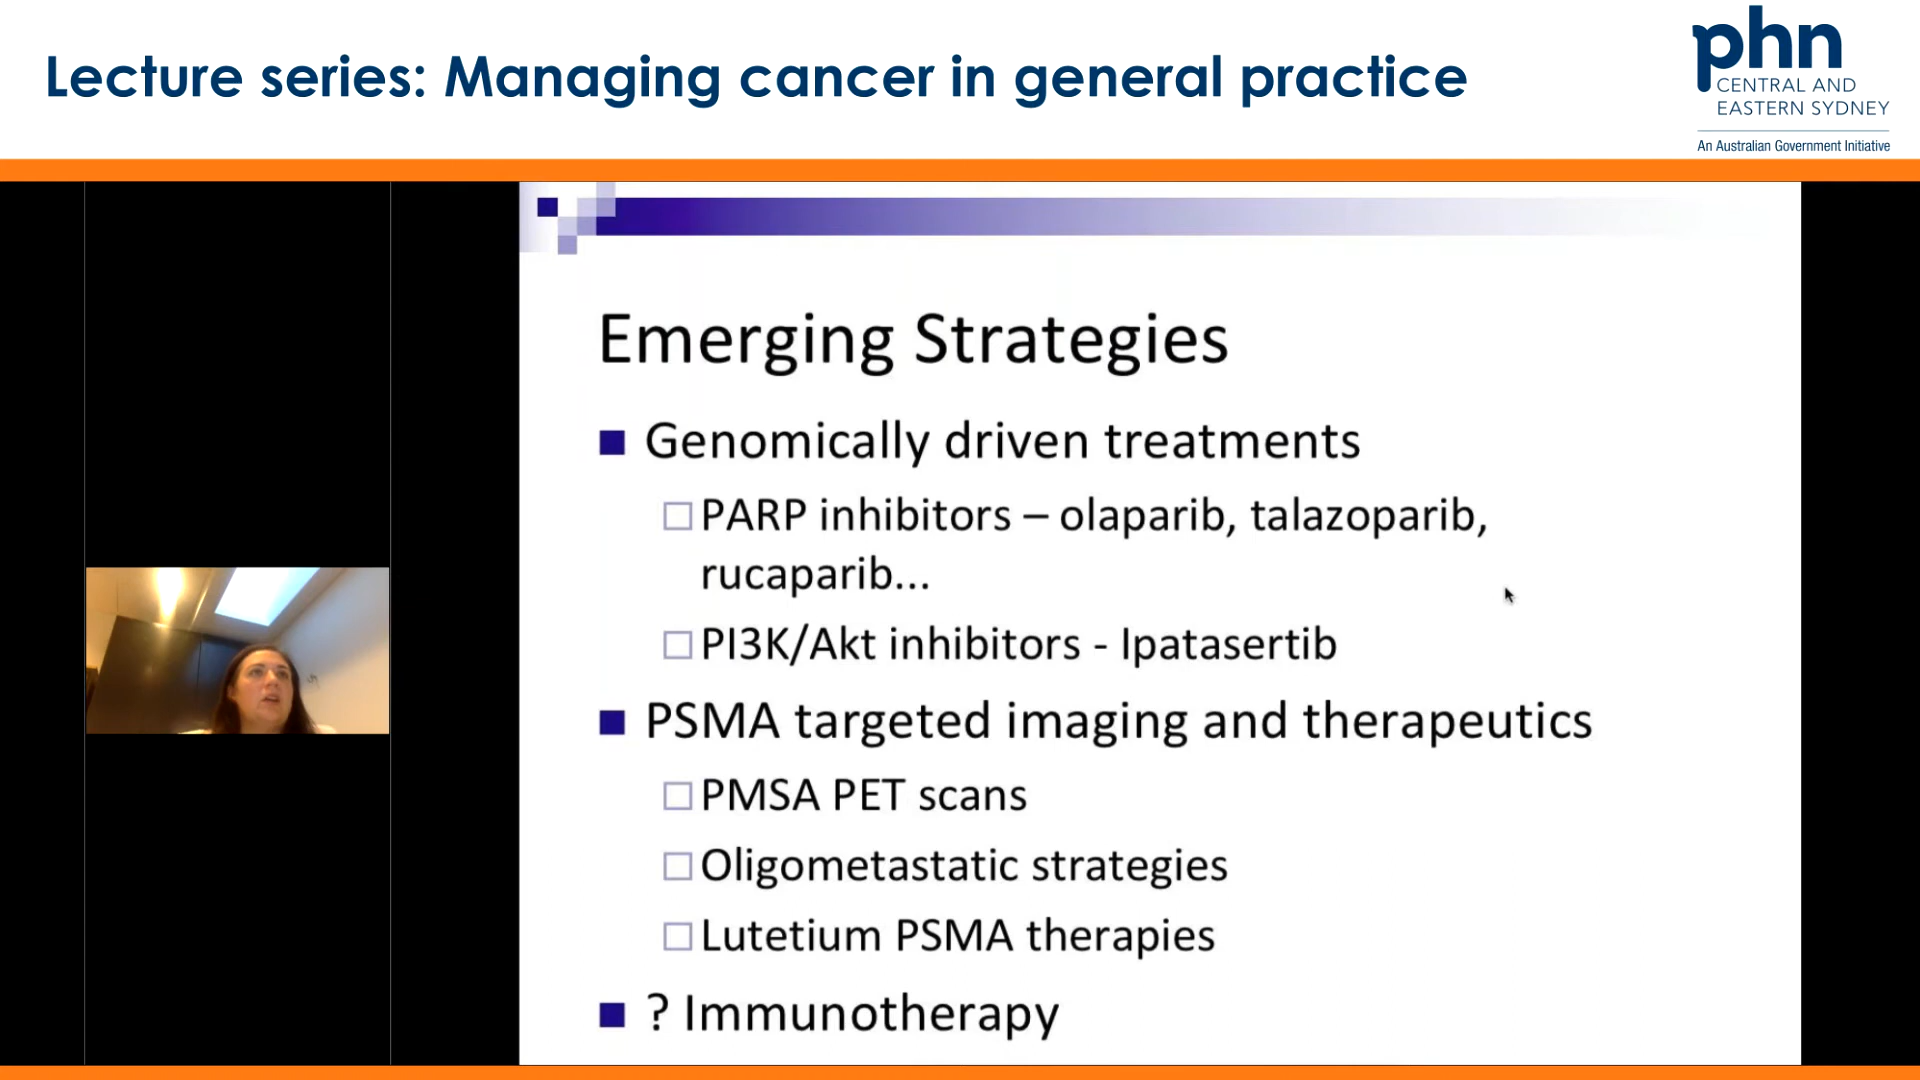 Lecture series: Managing cancer in general practice
phn
CENTRAL AND
EASTERN SYDNEY
An Australian Government Initiative
Emerging Strategies
Genomically driven treatments
PARP inhibitors – olaparib, talazoparib,
rucaparib...
PI3K/Akt inhibitors - Ipatasertib
PSMA targeted imaging and therapeutics
PMSA PET scans
Oligometastatic strategies
Lutetium PSMA therapies
? Immunotherapy